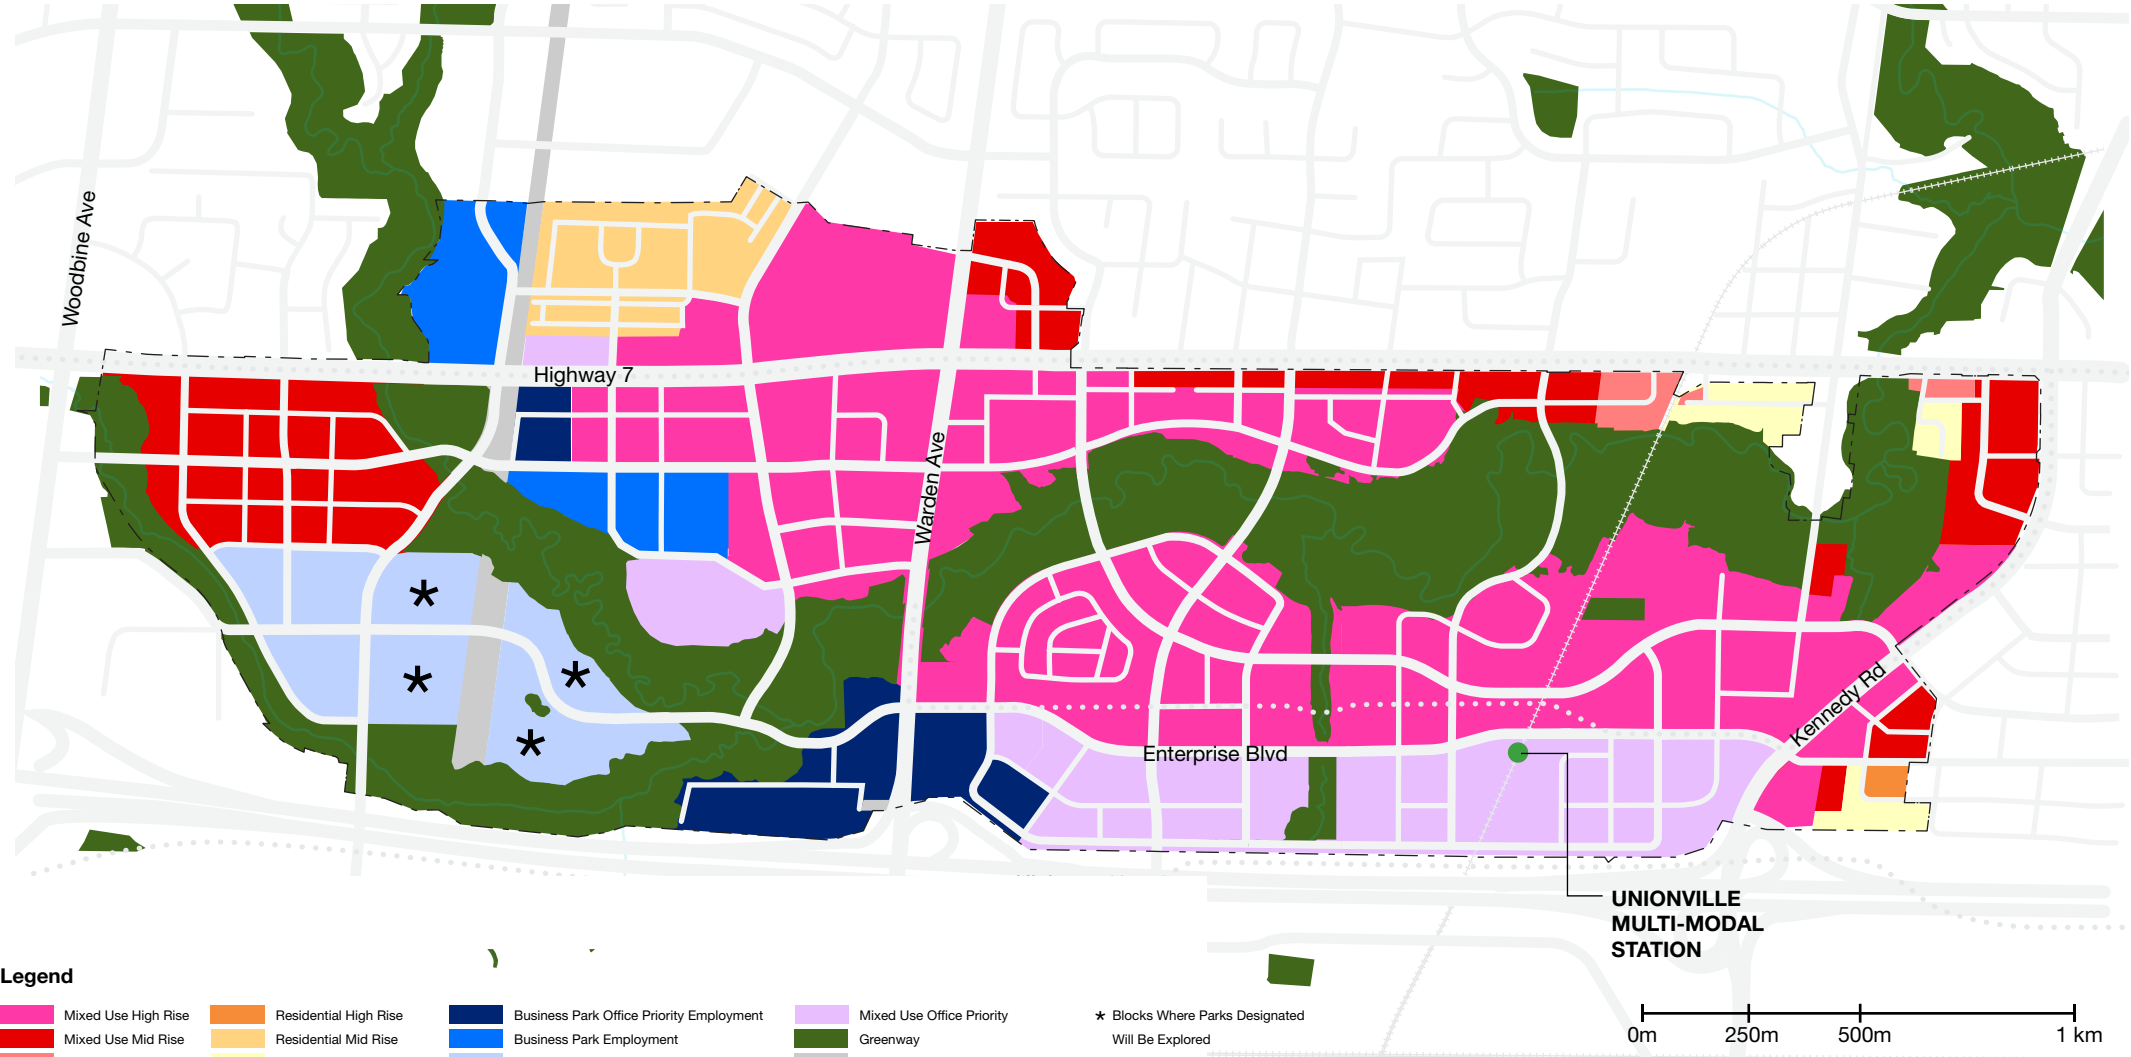 Woodbine Ave
Highway 7
Warden Ave
Kennedy Rd
Enterprise Blvd
UNIONVILLE
MULTI-MODAL
STATION
Legend
Mixed Use High Rise
Residential High Rise
Business Park Office Priority Employment
Mixed Use Office Priority
* Blocks Where Parks Designated
Mixed Use Mid Rise
Residential Mid Rise
Business Park Employment
Greenway
Will Be Explored
0m 250m 500m 1 km